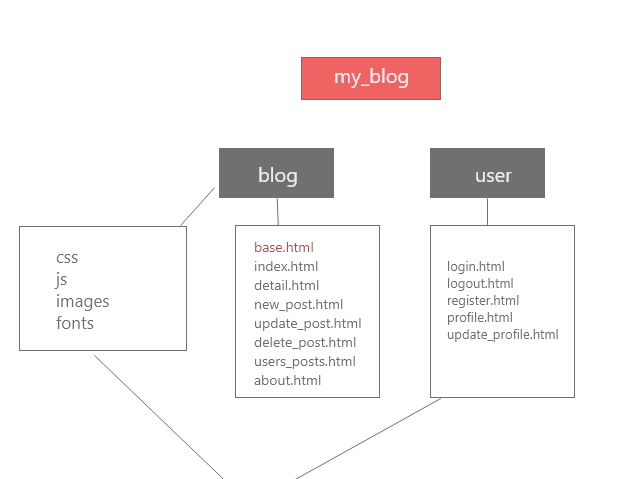 my_blog
blog
user
css
js
images
fonts
base.html
index.html
detail.html
new_post.html
update_post.html
delete_post.html
users_posts.html
about.html
login.html
logout.html
register.html
profile.html
update_profile.html